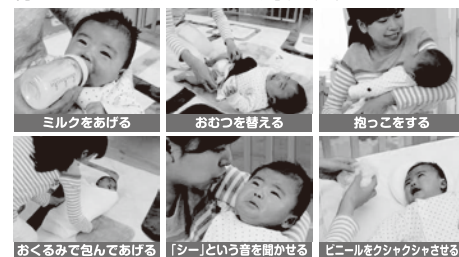 ミルクをあげる
おむつを替える
抱っこをする
おくるみで包んであげる
「シー」という音を聞かせる
ビニールをクシャクシャさせる